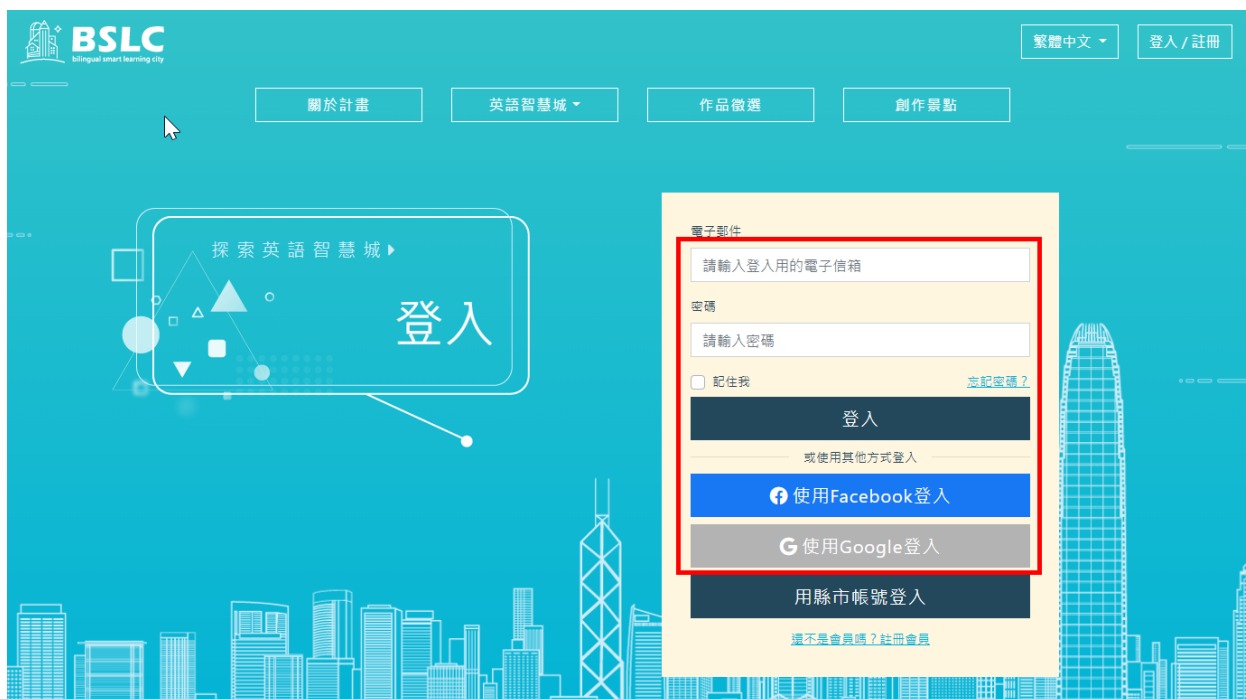 BSLC
bilingual smart learning city
繁體中文
登入 / 註冊
關於計畫
英語智慧城
作品徵選
創作景點
探索英語智慧城
登入
電子郵件
請輸入登入用的電子信箱
密碼
請輸入密碼
記住我
忘記密碼？
登入
或使用其他方式登入
使用Facebook登入
使用Google登入
用縣市帳號登入
還不是會員嗎？註冊會員